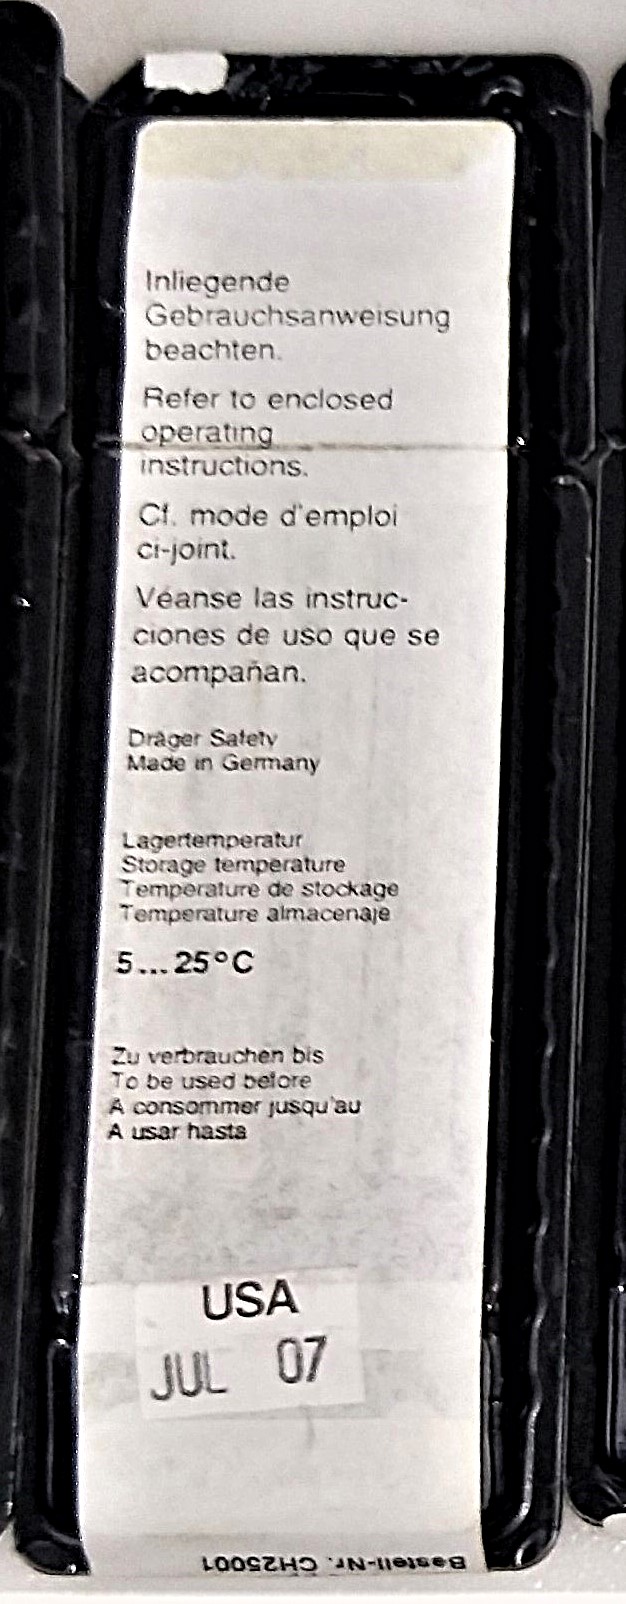 Inliegende
Gebrauchsanweisung
beachten.
Refer to enclosed
operating
instructions.
Cf. mode d'emploi
ci-joint.
Véanse las instruc-
ciones de uso que se
acompañan.
Dräger Safety
Made in Germany
Lagertemperatur
Storage temperature
Temperature de stockage
Temperature almacenaje
5...25°C
Zu verbrauchen bis
To be used before
A consommer jusqu'au
A usar hasta
USA
JUL 07
Bestell-Nr. CH25001